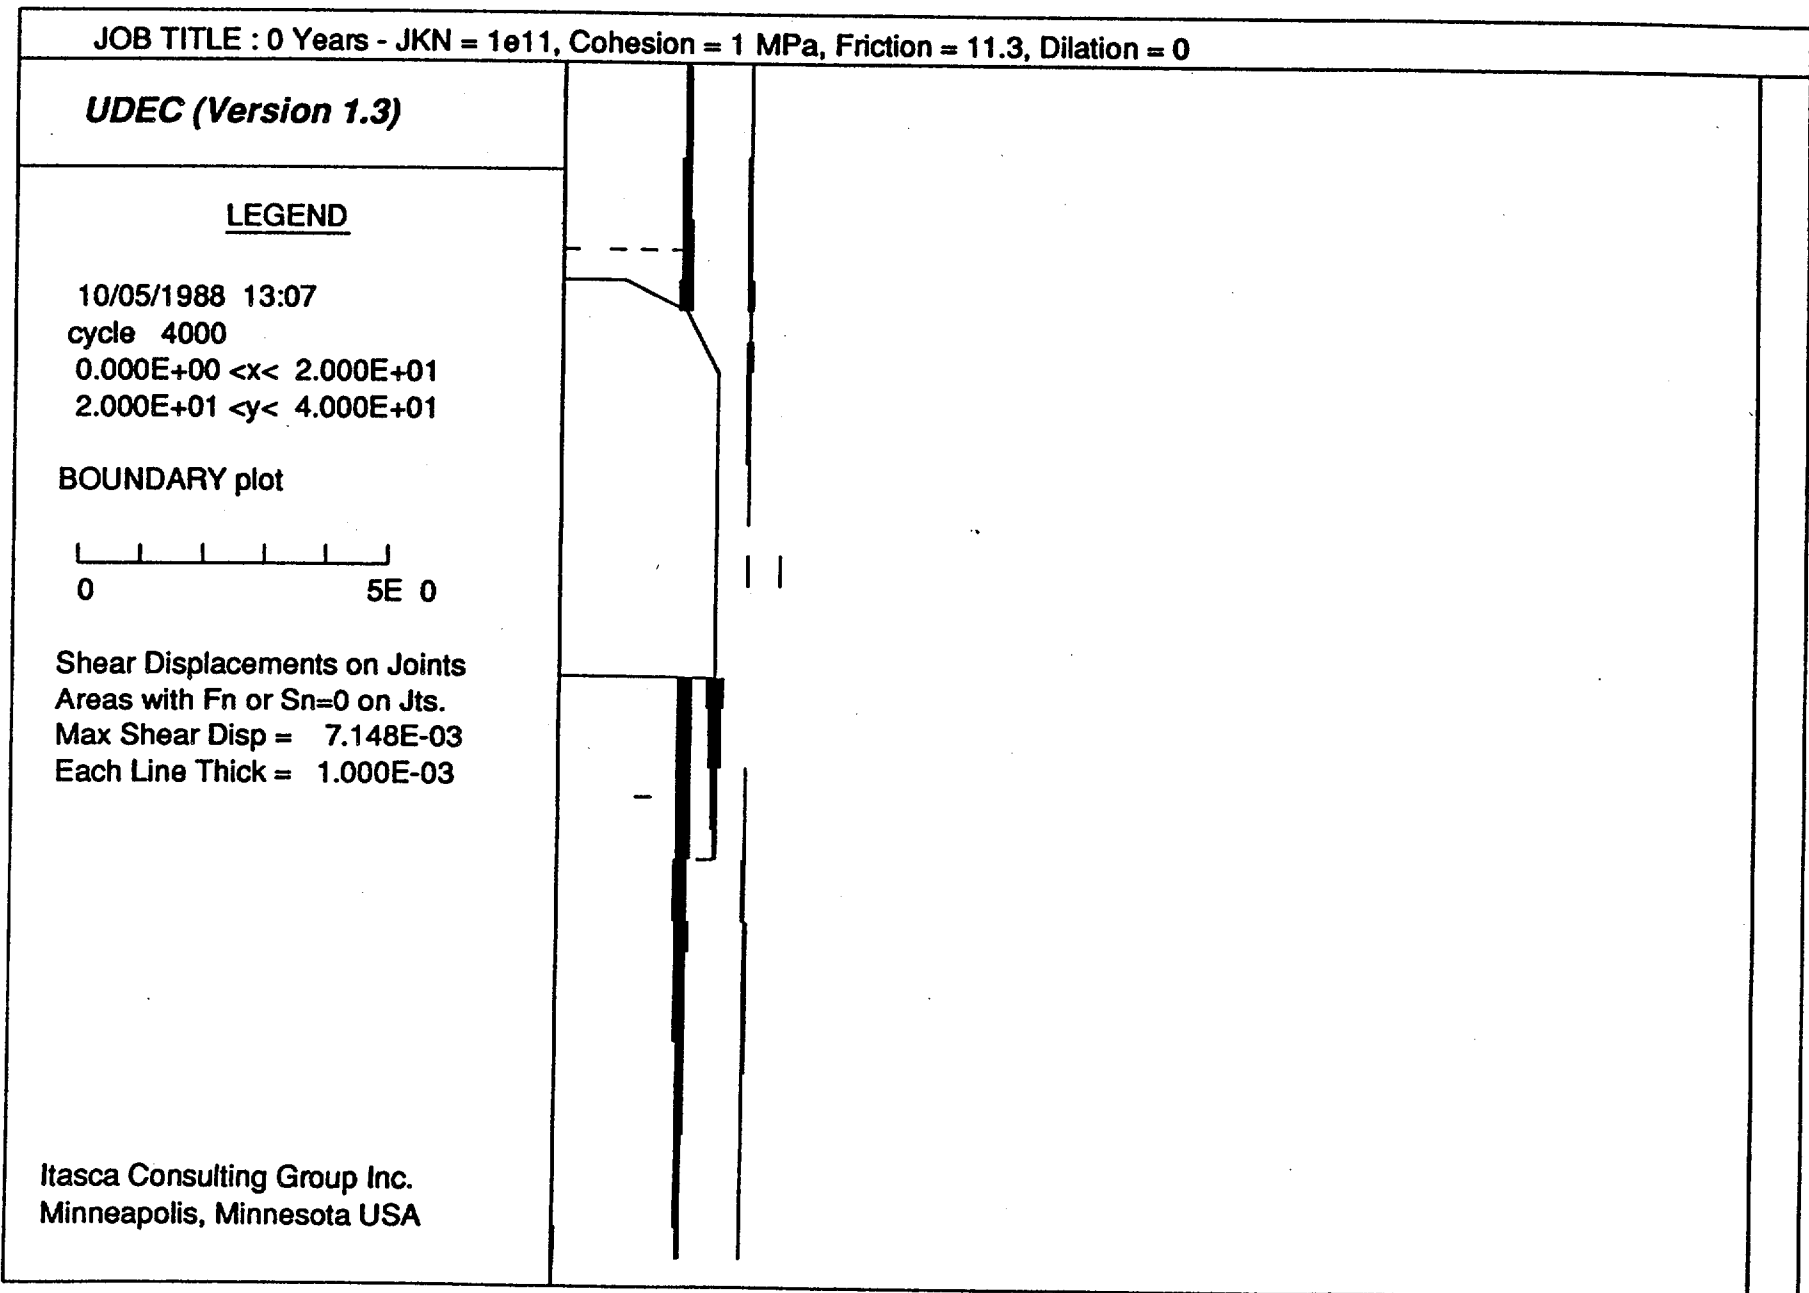 JOB TITLE : 0 Years - JKN = 1e11, Cohesion = 1 MPa, Friction = 11.3, Dilation = 0
UDEC (Version 1.3)
LEGEND
10/05/1988 13:07
cycle 4000
0.000E+00 <x< 2.000E+01
2.000E+01 <y< 4.000E+01
BOUNDARY plot
0 5E 0
Shear Displacements on Joints
Areas with Fn or Sn=0 on Jts.
Max Shear Disp = 7.148E-03
Each Line Thick = 1.000E-03
Itasca Consulting Group Inc.
Minneapolis, Minnesota USA